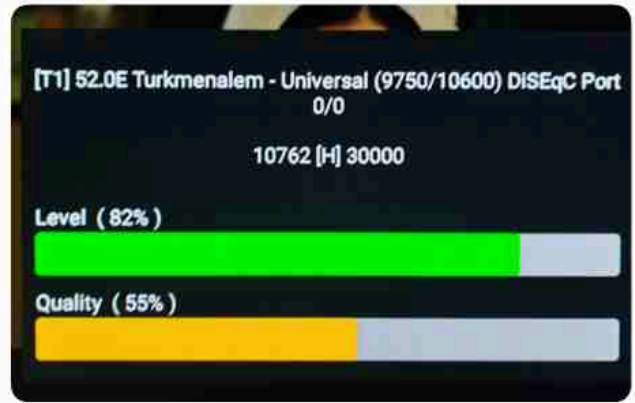 [T1] 52.0E Turkmenalem - Universal (9750/10600) DiSEqC Port
0/0
10762 [H] 30000
Level ( 82% )
Quality ( 55% )